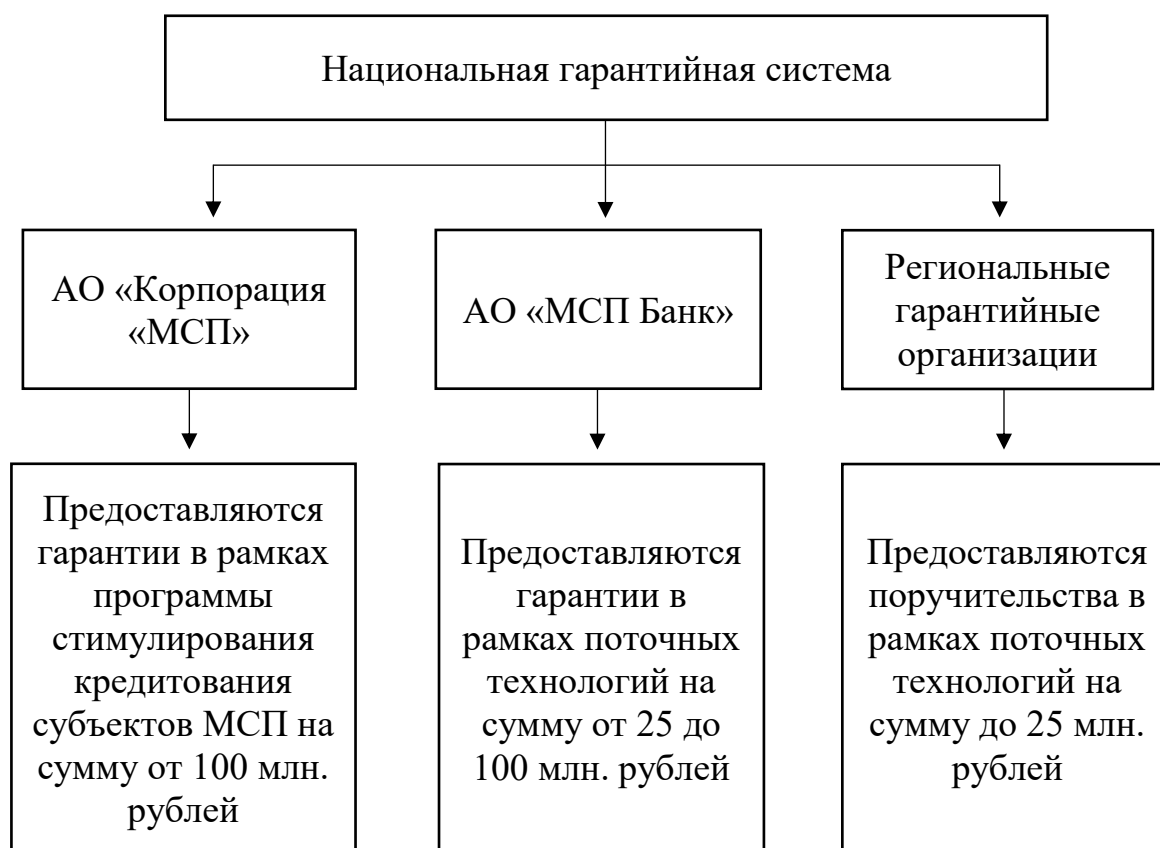 Национальная гарантийная система
АО «Корпорация
«МСП»
АО «МСП Банк»
Региональные
гарантийные
организации
Предоставляются
гарантии в рамках
программы
стимулирования
кредитования
субъектов МСП на
сумму от 100 млн.
рублей
Предоставляются
гарантии в
рамках поточных
технологий на
сумму от 25 до
100 млн. рублей
Предоставляются
поручительства в
рамках поточных
технологий на
сумму до 25 млн.
рублей